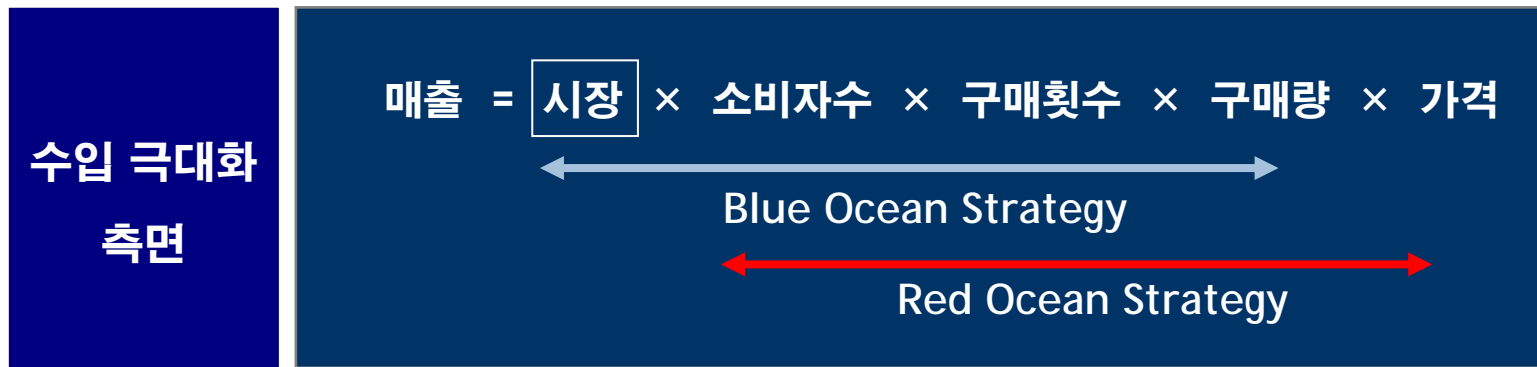 수입 극대화
측면
매출 = 시장 × 소비자수 × 구매횟수 × 구매량 × 가격
Blue Ocean Strategy
Red Ocean Strategy